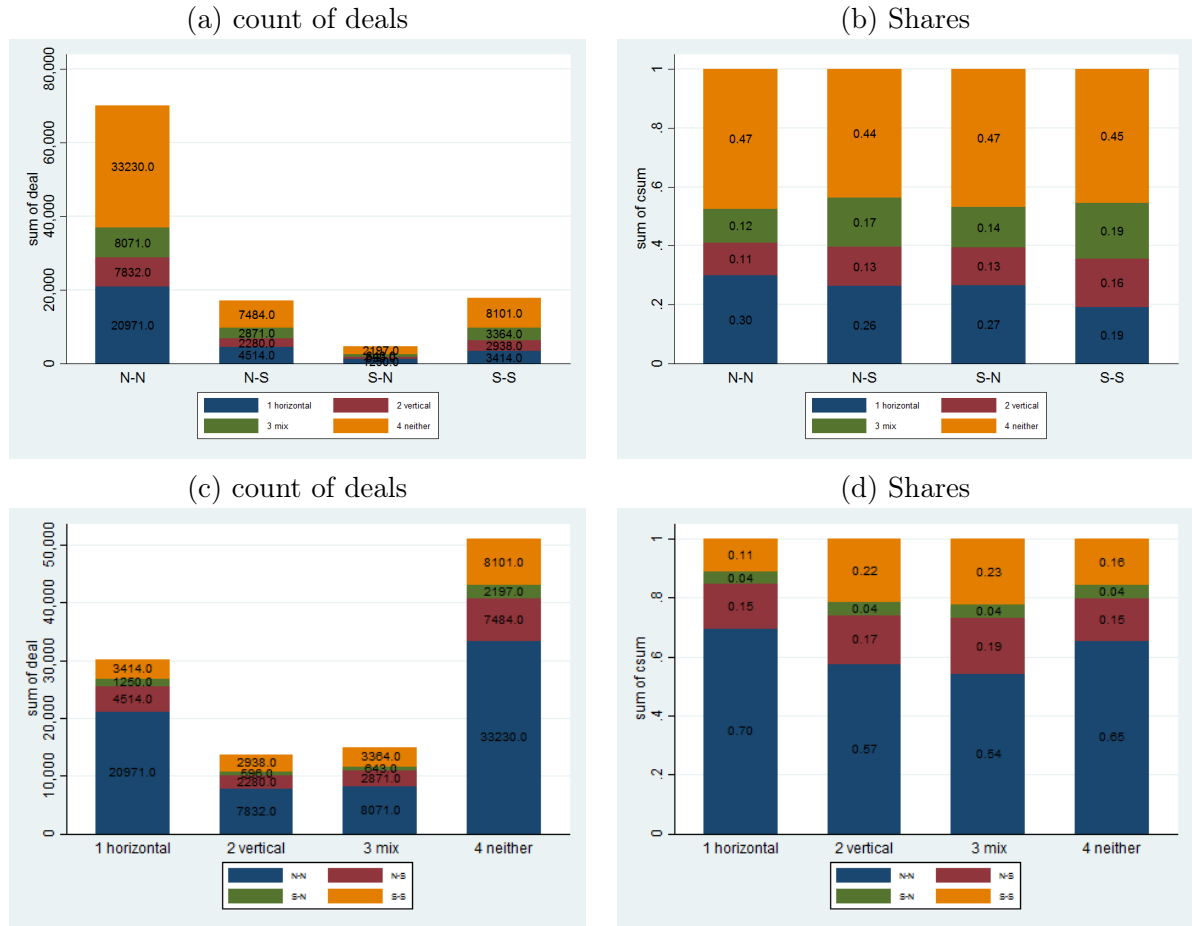 (a) count of deals
(b) Shares
80,000
60,000
40,000
20,000
0
sum of deal
33230.0
8071.0
7832.0
20971.0
7484.0
2871.0
2280.0
4514.0
2197.0
8101.0
3364.0
2938.0
3414.0
N-N N-S S-N S-S
1 horizontal 2 vertical
3 mix 4 neither
1
.8
.6
.4
.2
0
sum of csum
0.47 0.44 0.47 0.45
0.12 0.17 0.14 0.19
0.11 0.13 0.13 0.16
0.30 0.26 0.27 0.19
N-N N-S S-N S-S
1 horizontal 2 vertical
3 mix 4 neither
(c) count of deals
(d) Shares
50,000
40,000
30,000
20,000
10,000
0
sum of deal
3414.0
1250.0
4514.0
20971.0
2938.0
596.0
2280.0
7832.0
3364.0
643.0
2871.0
8071.0
8101.0
2197.0
7484.0
33230.0
1 horizontal 2 vertical 3 mix 4 neither
N-N N-S
S-N S-S
1
.8
.6
.4
.2
0
sum of csum
0.11 0.22 0.23 0.16
0.04 0.04 0.04 0.04
0.15 0.17 0.19 0.15
0.70 0.57 0.54 0.65
1 horizontal 2 vertical 3 mix 4 neither
N-N N-S
S-N S-S